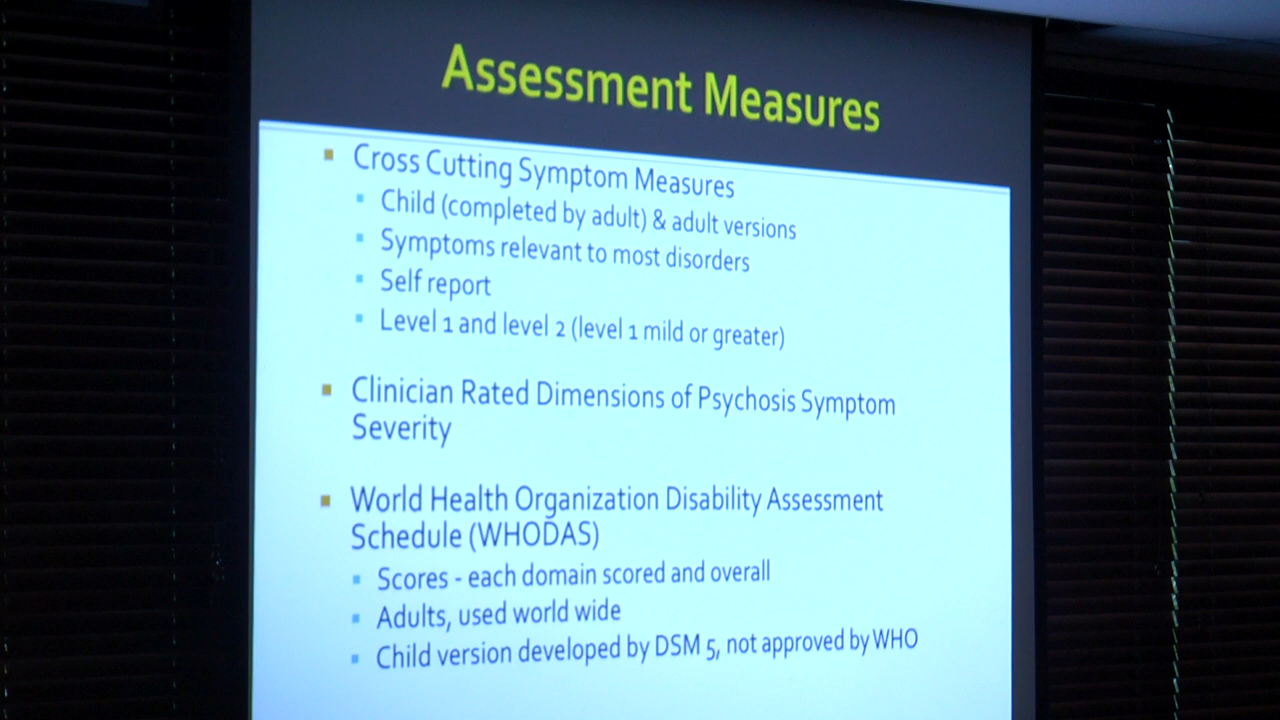 Assessment Measures
Cross Cutting Symptom Measures
Child (completed by adult) & adult versions
Symptoms relevant to most disorders
Self report
Level 1 and level 2 (level 1 mild or greater)
Clinician Rated Dimensions of Psychosis Symptom
Severity
World Health Organization Disability Assessment
Schedule (WHODAS)
Scores - each domain scored and overall
Adults, used world wide
Child version developed by DSM 5, not approved by WHO